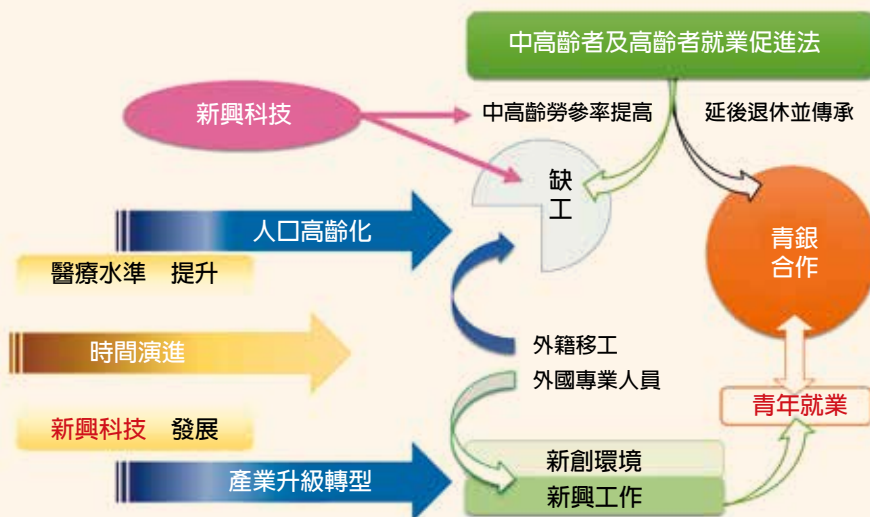 中高齡者及高齡者就業促進法
新興科技
中高齡勞參率提高
延後退休並傳承
缺
工
人口高齡化
青銀
合作
醫療水準 提升
時間演進
外籍移工
外國專業人員
青年就業
新興科技 發展
新創環境
產業升級轉型
新興工作